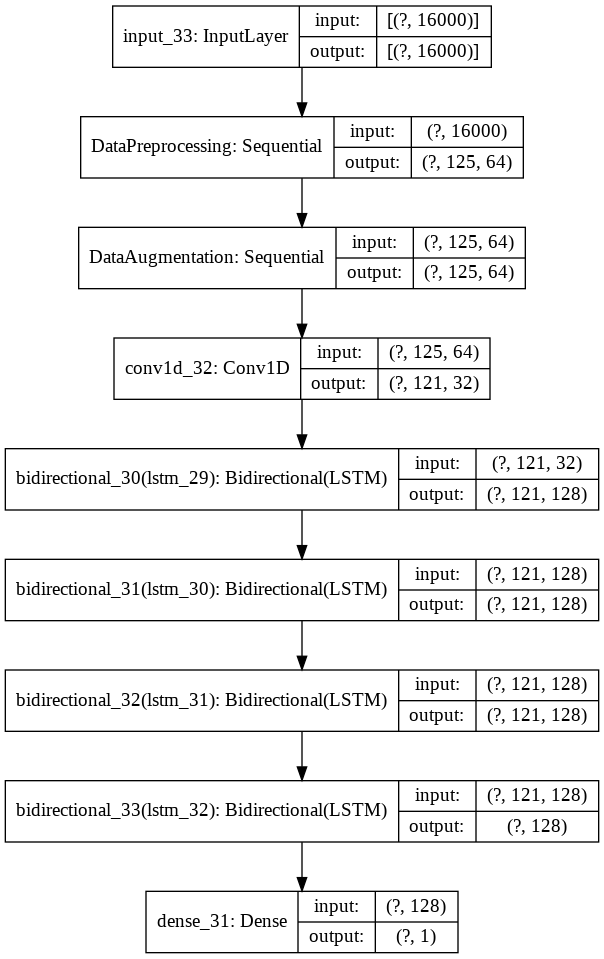 input_33: InputLayer
input: [(?, 16000)]
output: [(?, 16000)]
DataPreprocessing: Sequential
input: (?, 16000)
output: (?, 125, 64)
DataAugmentation: Sequential
input: (?, 125, 64)
output: (?, 125, 64)
conv1d_32: Conv1D
input: (?, 125, 64)
output: (?, 121, 32)
bidirectional_30(lstm_29): Bidirectional(LSTM)
input: (?, 121, 32)
output: (?, 121, 128)
bidirectional_31(lstm_30): Bidirectional(LSTM)
input: (?, 121, 128)
output: (?, 121, 128)
bidirectional_32(lstm_31): Bidirectional(LSTM)
input: (?, 121, 128)
output: (?, 121, 128)
bidirectional_33(lstm_32): Bidirectional(LSTM)
input: (?, 121, 128)
output: (?, 128)
dense_31: Dense
input: (?, 128)
output: (?, 1)